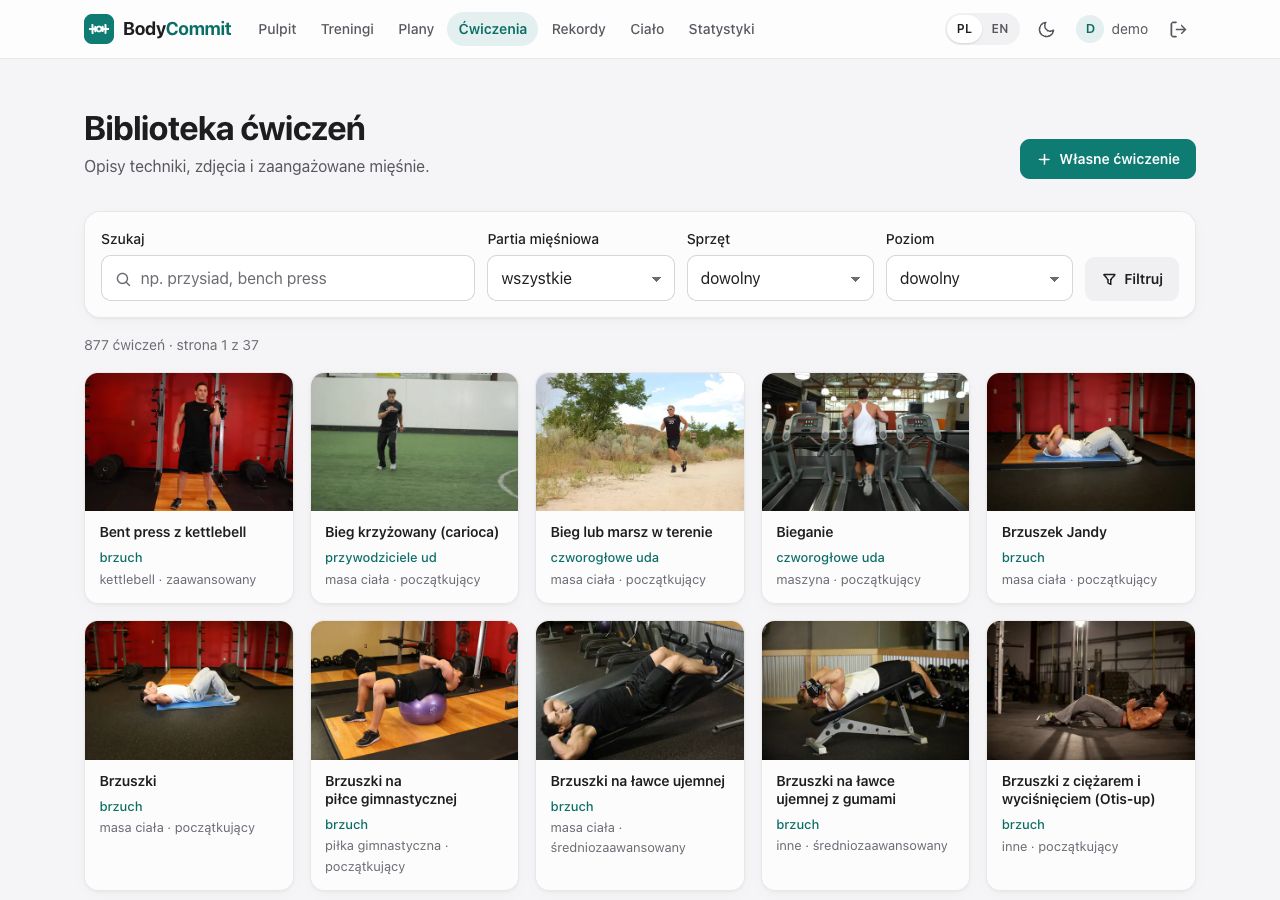 BodyCommit
Pulpit
Treningi
Plany
Ćwiczenia
Rekordy
Ciało
Statystyki
PL
EN
D
demo
Biblioteka ćwiczeń
Opisy techniki, zdjęcia i zaangażowane mięśnie.
+ Własne ćwiczenie
Szukaj
Partia mięśniowa
Sprzęt
Poziom
np. przysiad, bench press
wszystkie
dowolny
dowolny
Filtruj
877 ćwiczeń · strona 1 z 37
Bent press z kettlebell
brzuch
kettlebell · zaawansowany
Bieg krzyżowany (carioca)
przywodziciele ud
masa ciała · początkujący
Bieg lub marsz w terenie
czworogłowe uda
masa ciała · początkujący
Bieganie
czworogłowe uda
maszyna · początkujący
Brzuszek Jandy
brzuch
masa ciała · początkujący
Brzuszki
brzuch
masa ciała · początkujący
Brzuszki na
piłce gimnastycznej
brzuch
piłka gimnastyczna ·
początkujący
Brzuszki na ławce ujemnej
brzuch
masa ciała ·
średniozaawansowany
Brzuszki na ławce
ujemnej z gumami
brzuch
inne · średniozaawansowany
Brzuszki z ciężarem i
wyciśnięciem (Otis-up)
brzuch
inne · początkujący